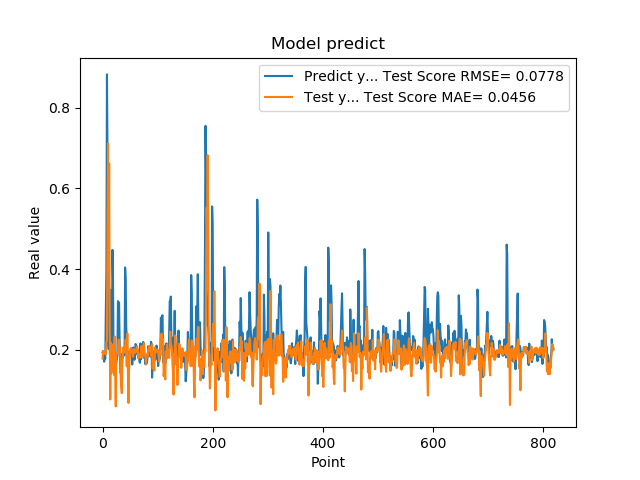 Model predict
Predict y... Test Score RMSE= 0.0778
Test y... Test Score MAE= 0.0456
0.8
0.6
0.4
0.2
Real value
0 200 400 600 800
Point